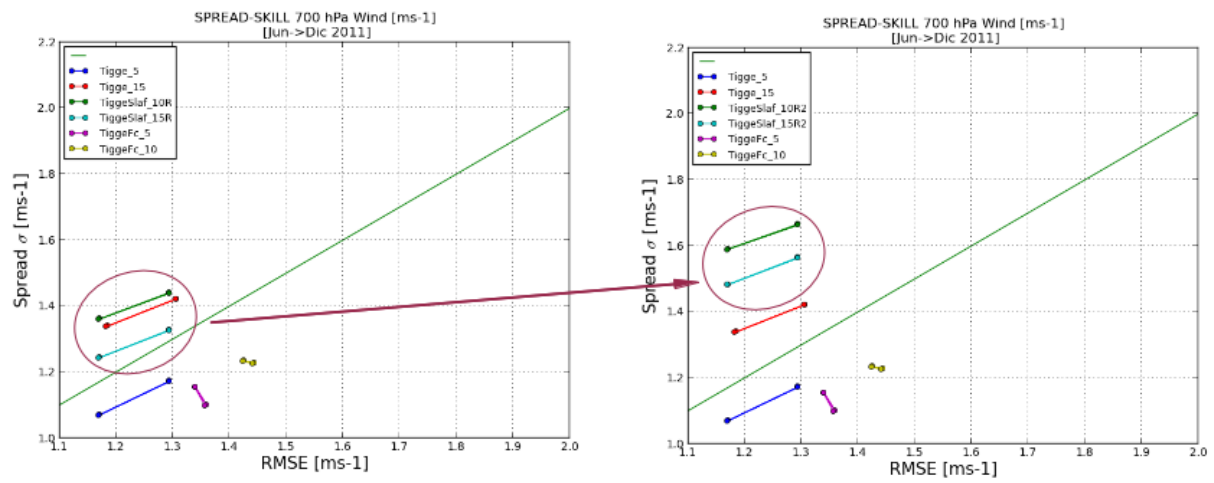 SPREAD-SKILL 700 hPa Wind [ms-1]
[Jun->Dic 2011]
2.2
2.0
1.8
1.6
1.4
1.2
1.0
Spread σ [ms-1]
Tigge_5
Tigge_15
TiggeSlaf_10R
TiggeSlaf_15R
TiggeFc_5
TiggeFc_10
1.1 1.2 1.3 1.4 1.5 1.6 1.7 1.8 1.9 2.0
RMSE [ms-1]
SPREAD-SKILL 700 hPa Wind [ms-1]
[Jun->Dic 2011]
2.2
2.0
1.8
1.6
1.4
1.2
1.0
Spread σ [ms-1]
Tigge_5
Tigge_15
TiggeSlaf_10R2
TiggeSlaf_15R2
TiggeFc_5
TiggeFc_10
1.1 1.2 1.3 1.4 1.5 1.6 1.7 1.8 1.9 2.0
RMSE [ms-1]